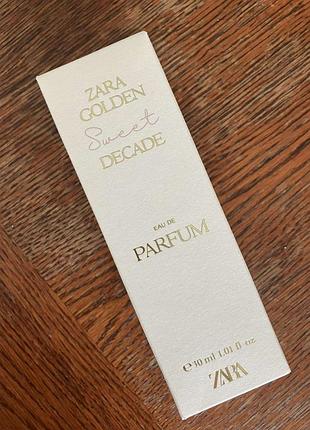 ZARA
GOLDEN
Sweet
DECADE
EAU DE
PARFUM
℮ 30 ml 1.01 fl. oz
ZARA